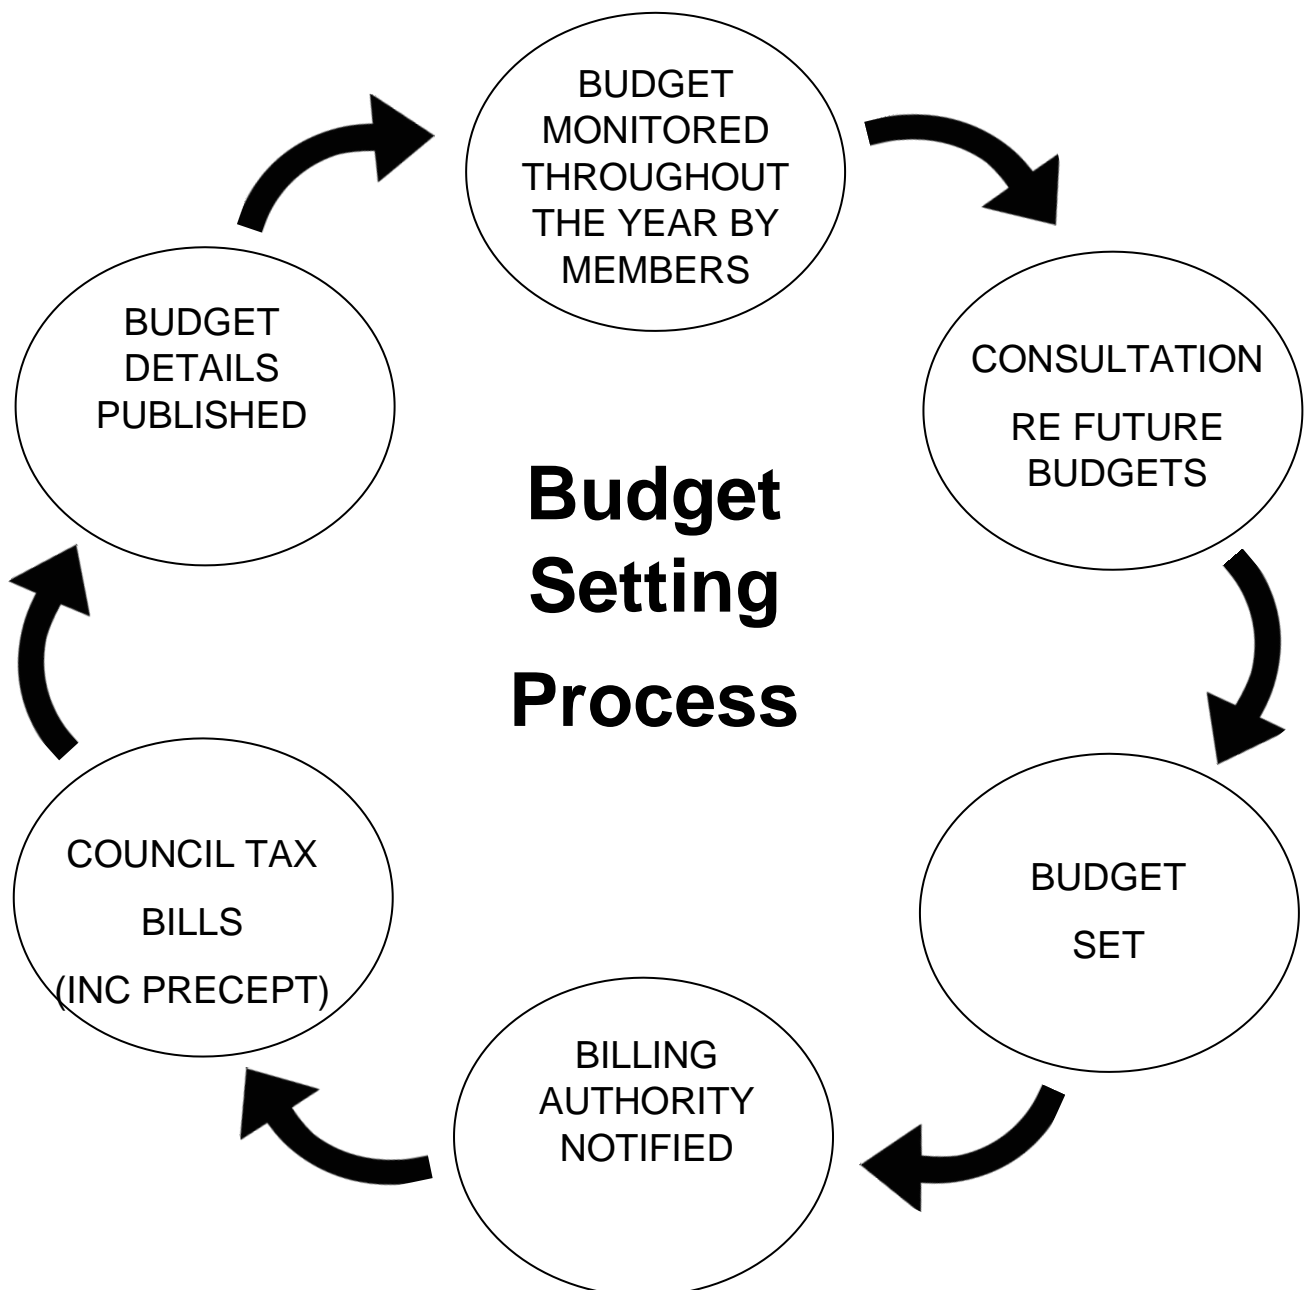 BUDGET
MONITORED
THROUGHOUT
THE YEAR BY
MEMBERS
CONSULTATION
RE FUTURE
BUDGETS
BUDGET
SET
BILLING
AUTHORITY
NOTIFIED
COUNCIL TAX
BILLS
(INC PRECEPT)
BUDGET
DETAILS
PUBLISHED
Budget
Setting
Process